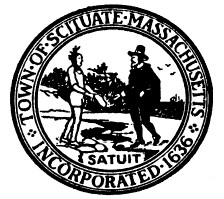 TOWN·OF·SCITUATE·MASSACHUSETTS
INCORPORATED·1636·
SATUIT